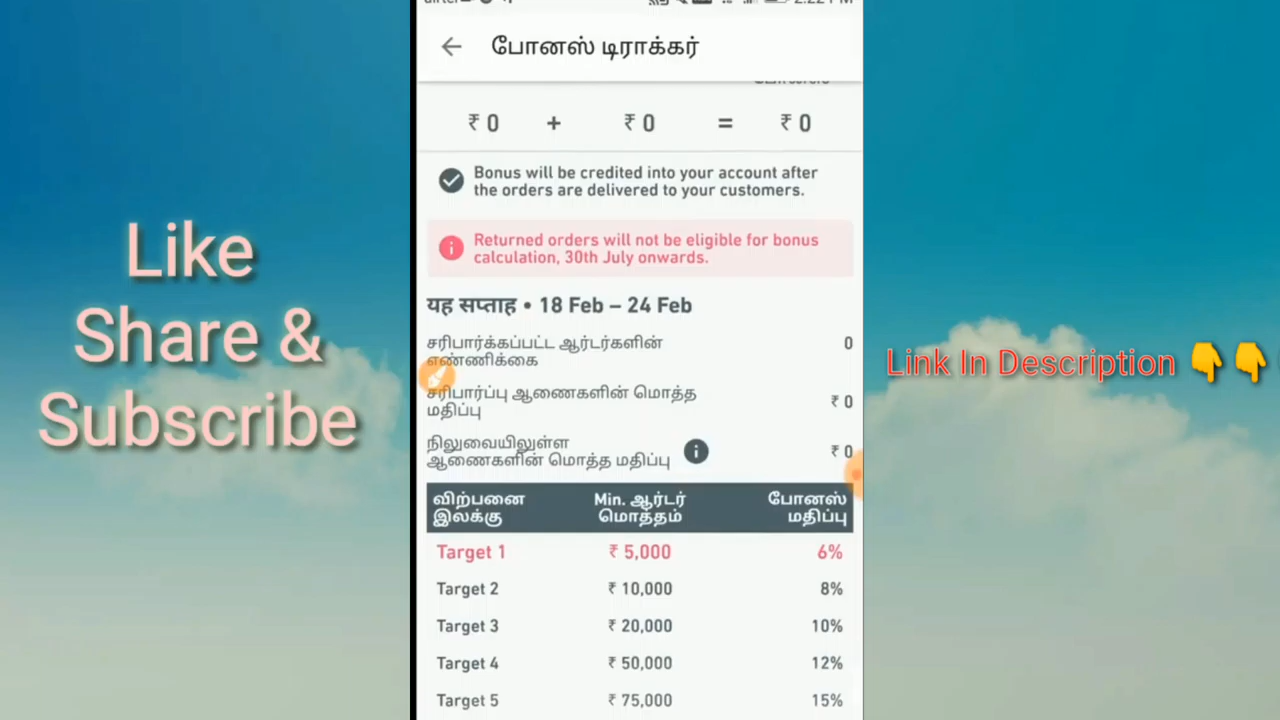 Like
Share &
Subscribe
போனஸ் டிராக்கர்
₹ 0 + ₹ 0 = ₹ 0
Bonus will be credited into your account after
the orders are delivered to your customers.
Returned orders will not be eligible for bonus
calculation, 30th July onwards.
यह सप्ताह • 18 Feb – 24 Feb
சரிபார்க்கப்பட்ட ஆர்டர்களின்
எண்ணிக்கை
0
சரிபார்ப்பு ஆணைகளின் மொத்த
மதிப்பு
₹ 0
நிலுவையிலுள்ள
ஆணைகளின் மொத்த மதிப்பு
₹ 0
விற்பனை இலக்கு
Min. ஆர்டர் மொத்தம்
போனஸ் மதிப்பு
Target 1 ₹ 5,000 6%
Target 2 ₹ 10,000 8%
Target 3 ₹ 20,000 10%
Target 4 ₹ 50,000 12%
Target 5 ₹ 75,000 15%
Link In Description 👇👇